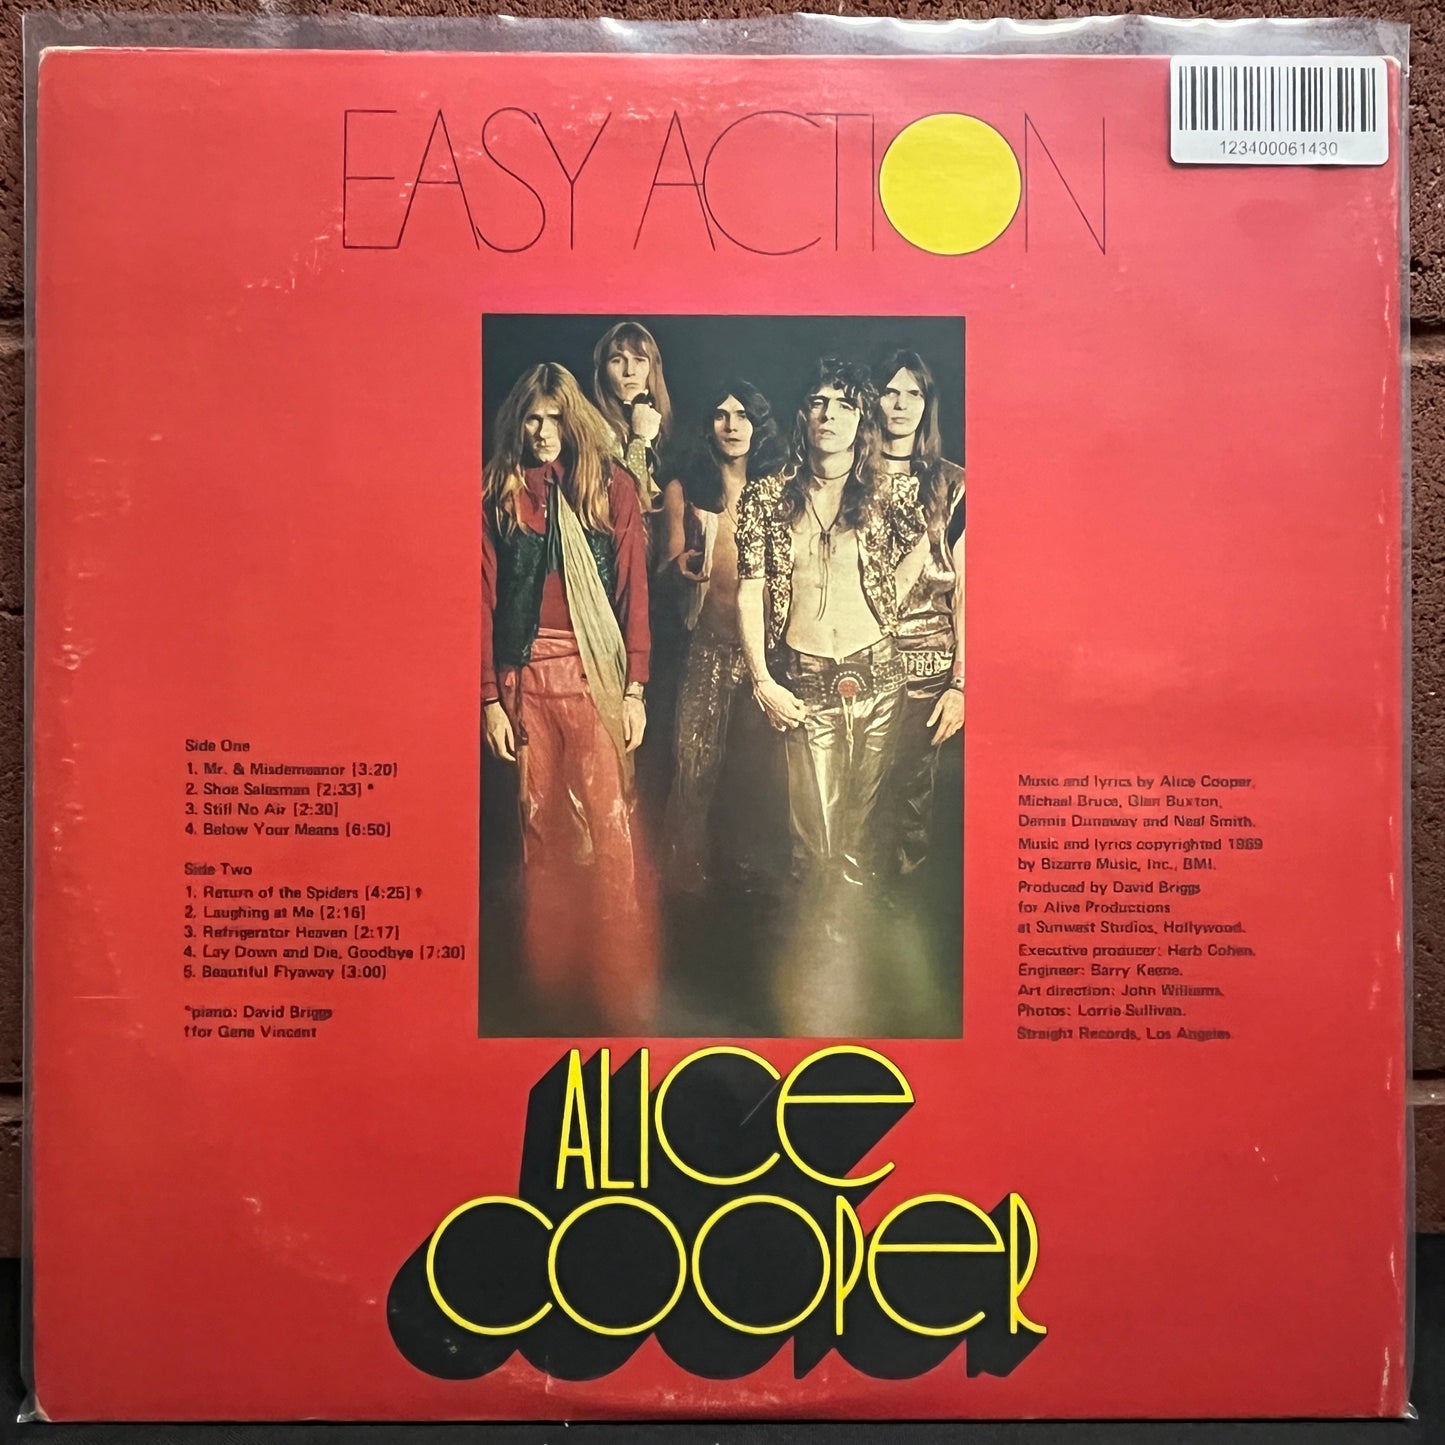 EASY ACTION
123400061430
Side One
1. Mr. & Misdemeanor [3:20]
2. Shoe Salesman [2:33] *
3. Still No Air [2:30]
4. Below Your Means [6:50]
Side Two
1. Return of the Spiders [4:25] †
2. Laughing at Me [2:16]
3. Refrigerator Heaven [2:17]
4. Lay Down and Die, Goodbye [7:30]
5. Beautiful Flyaway [3:00]
*piano: David Briggs
†for Gene Vincent
Music and lyrics by Alice Cooper,
Michael Bruce, Glen Buxton,
Dennis Dunaway and Neal Smith.
Music and lyrics copyrighted 1969
by Bizarre Music, Inc., BMI.
Produced by David Briggs
for Alive Productions
at Sunwest Studios, Hollywood.
Executive producer: Herb Cohen.
Engineer: Barry Keene.
Art direction: John Williams.
Photos: Lorrie Sullivan.
Straight Records, Los Angeles.
ALICE
COOPER